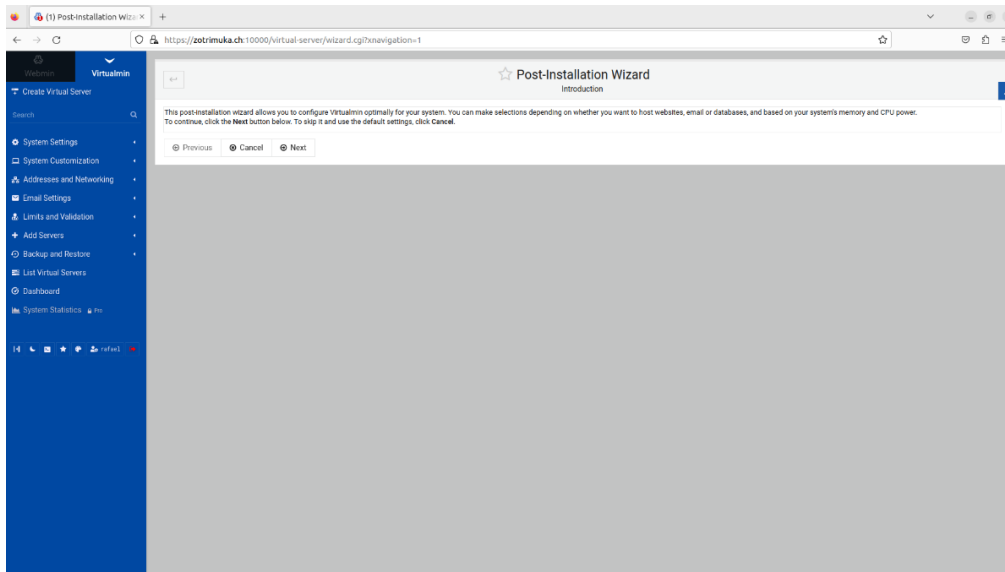 (1) Post-Installation Wiza
https://zotrimuka.ch:10000/virtual-server/wizard.cgi?xnavigation=1
Webmin
Virtualmin
Create Virtual Server
Search
System Settings
System Customization
Addresses and Networking
Email Settings
Limits and Validation
Add Servers
Backup and Restore
List Virtual Servers
Dashboard
System Statistics Pro
rafael
Post-Installation Wizard
Introduction
This post-installation wizard allows you to configure Virtualmin optimally for your system. You can make selections depending on whether you want to host websites, email or databases, and based on your system's memory and CPU power.
To continue, click the Next button below. To skip it and use the default settings, click Cancel.
Previous Cancel Next